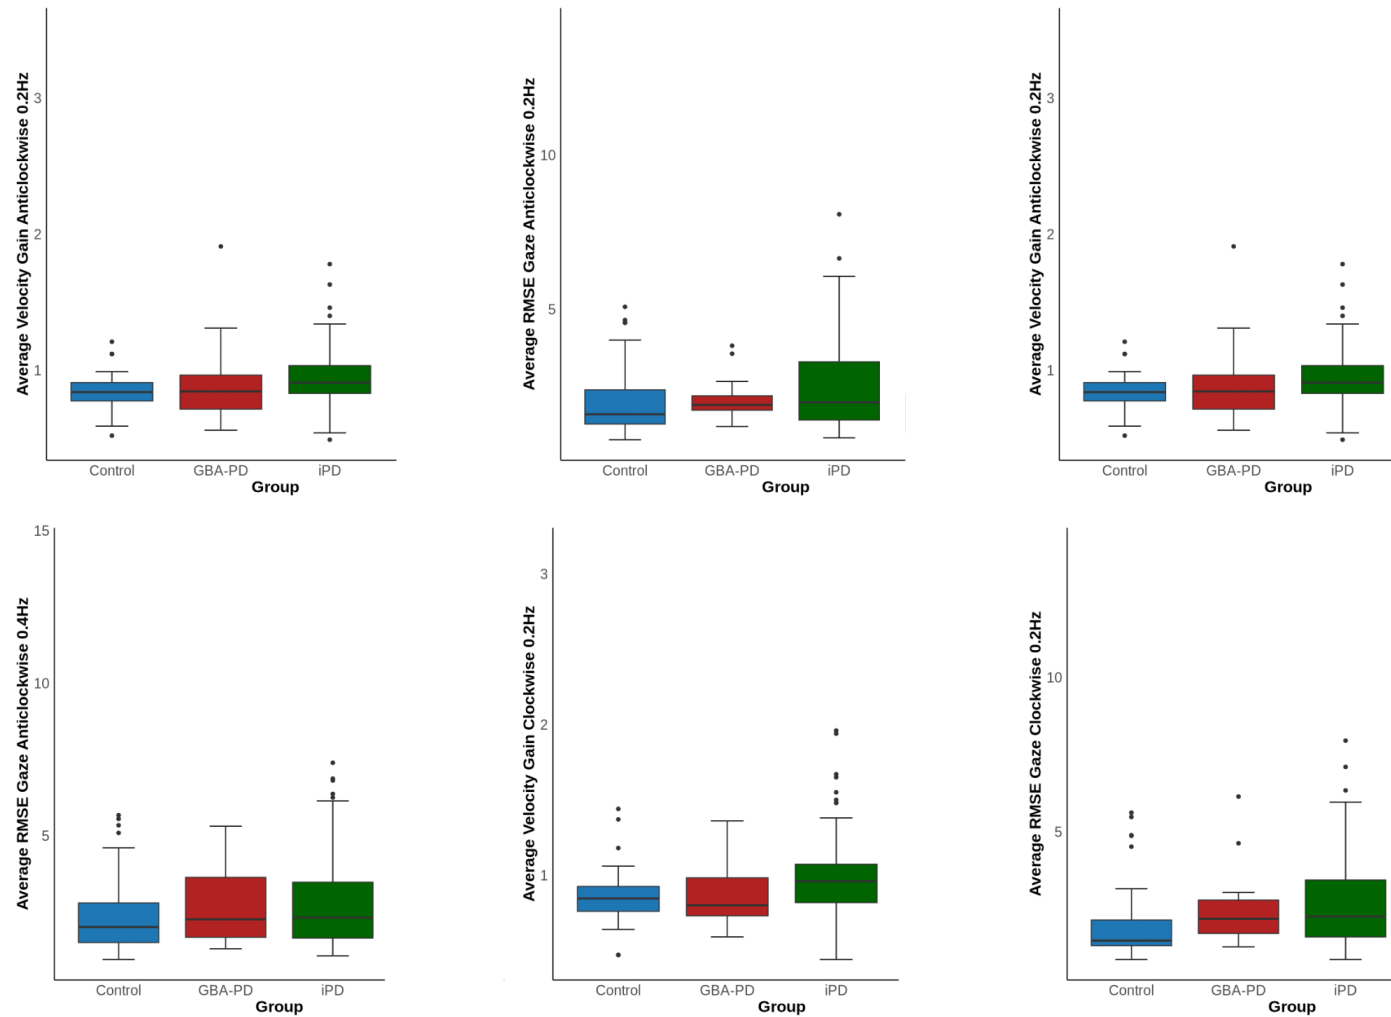 Average Velocity Gain Anticlockwise 0.2Hz
3
2
1
Control GBA-PD iPD
Group
Average RMSE Gaze Anticlockwise 0.2Hz
10
5
Control GBA-PD iPD
Group
Average Velocity Gain Anticlockwise 0.2Hz
3
2
1
Control GBA-PD iPD
Group
Average RMSE Gaze Anticlockwise 0.4Hz
15
10
5
Control GBA-PD iPD
Group
Average Velocity Gain Clockwise 0.2Hz
3
2
1
Control GBA-PD iPD
Group
Average RMSE Gaze Clockwise 0.2Hz
10
5
Control GBA-PD iPD
Group